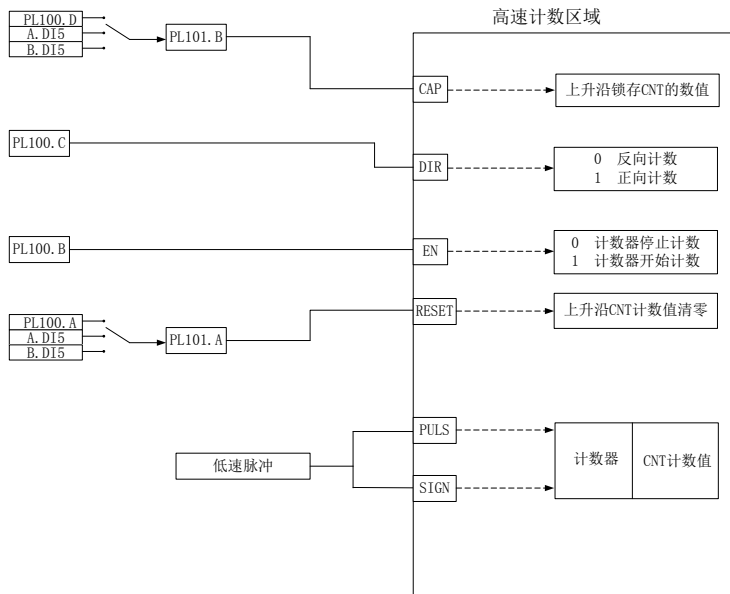 高速计数区域
PL100.D
A.DI5
B.DI5
PL101.B
CAP
上升沿锁存CNT的数值
PL100.C
DIR
0 反向计数
1 正向计数
PL100.B
EN
0 计数器停止计数
1 计数器开始计数
PL100.A
A.DI5
B.DI5
PL101.A
RESET
上升沿CNT计数值清零
低速脉冲
PULS
SIGN
计数器
CNT计数值